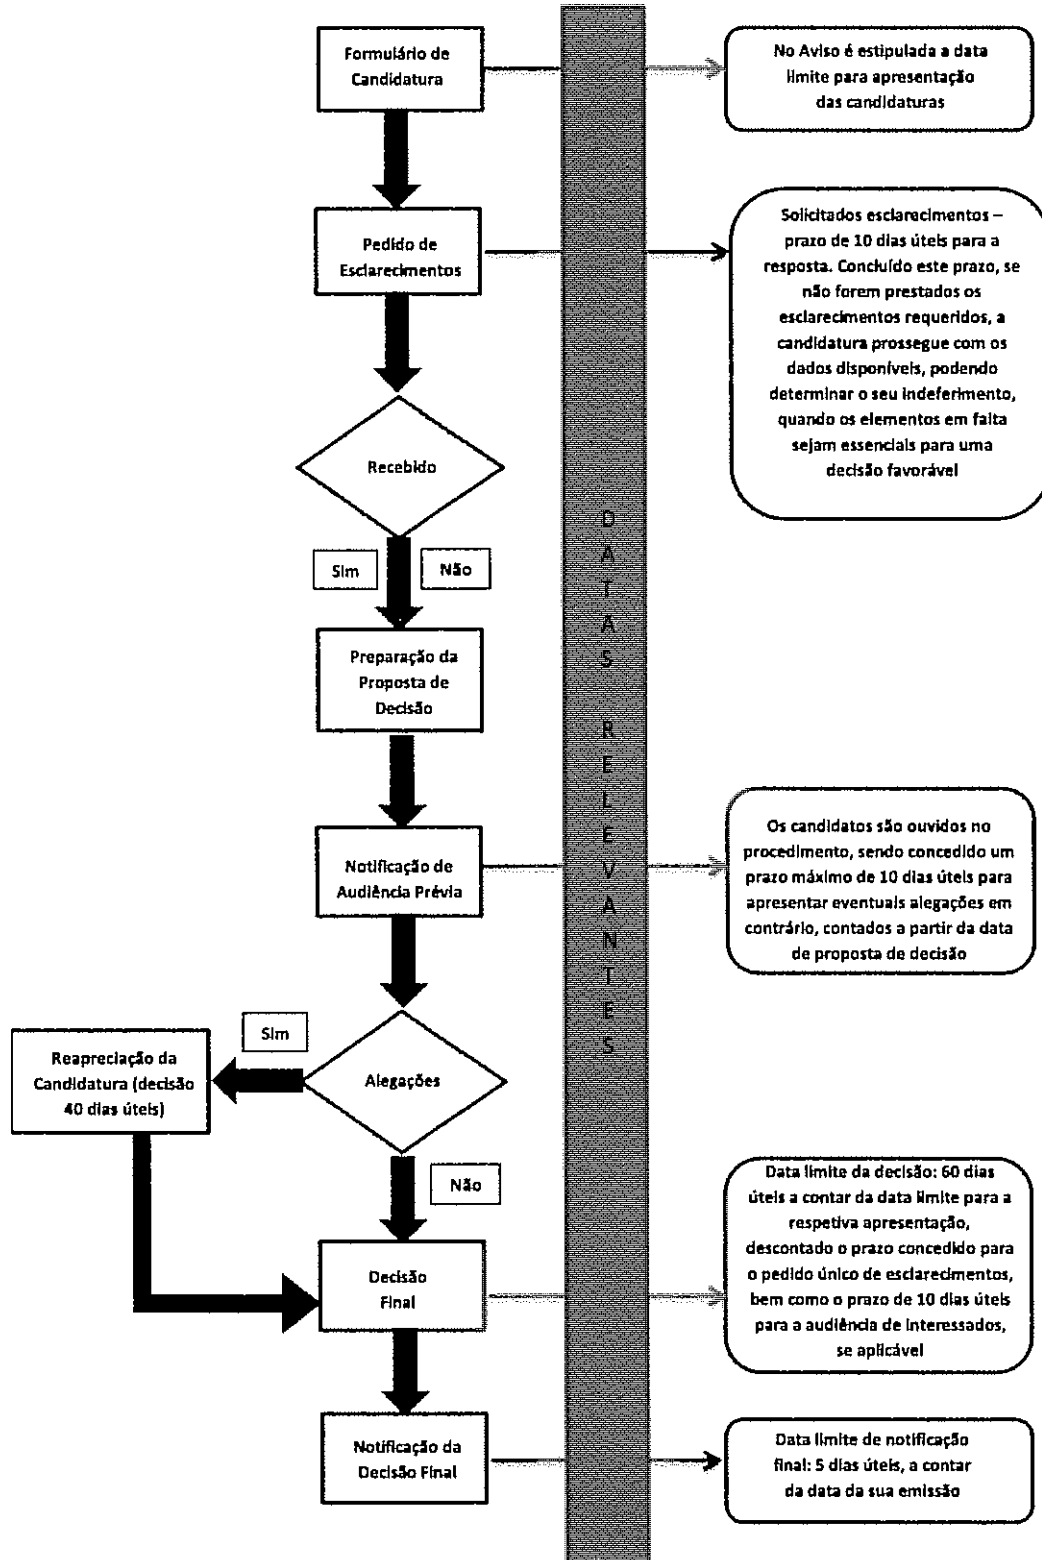 Formulário de
Candidatura
No Aviso é estipulada a data
limite para apresentação
das candidaturas
Pedido de
Esclarecimentos
Solicitados esclarecimentos –
prazo de 10 dias úteis para a
resposta. Concluído este prazo, se
não forem prestados os
esclarecimentos requeridos, a
candidatura prossegue com os
dados disponíveis, podendo
determinar o seu indeferimento,
quando os elementos em falta
sejam essenciais para uma
decisão favorável
Recebido
Sim
Não
DATAS RELEVANTES
Preparação da
Proposta de
Decisão
Notificação de
Audiência Prévia
Os candidatos são ouvidos no
procedimento, sendo concedido um
prazo máximo de 10 dias úteis para
apresentar eventuais alegações em
contrário, contados a partir da data
de proposta de decisão
Sim
Reapreciação da
Candidatura (decisão
40 dias úteis)
Alegações
Não
Data limite da decisão: 60 dias
úteis a contar da data limite para a
respetiva apresentação,
descontado o prazo concedido para
o pedido único de esclarecimentos,
bem como o prazo de 10 dias úteis
para a audiência de interessados,
se aplicável
Decisão
Final
Notificação da
Decisão Final
Data limite de notificação
final: 5 dias úteis, a contar
da data da sua emissão